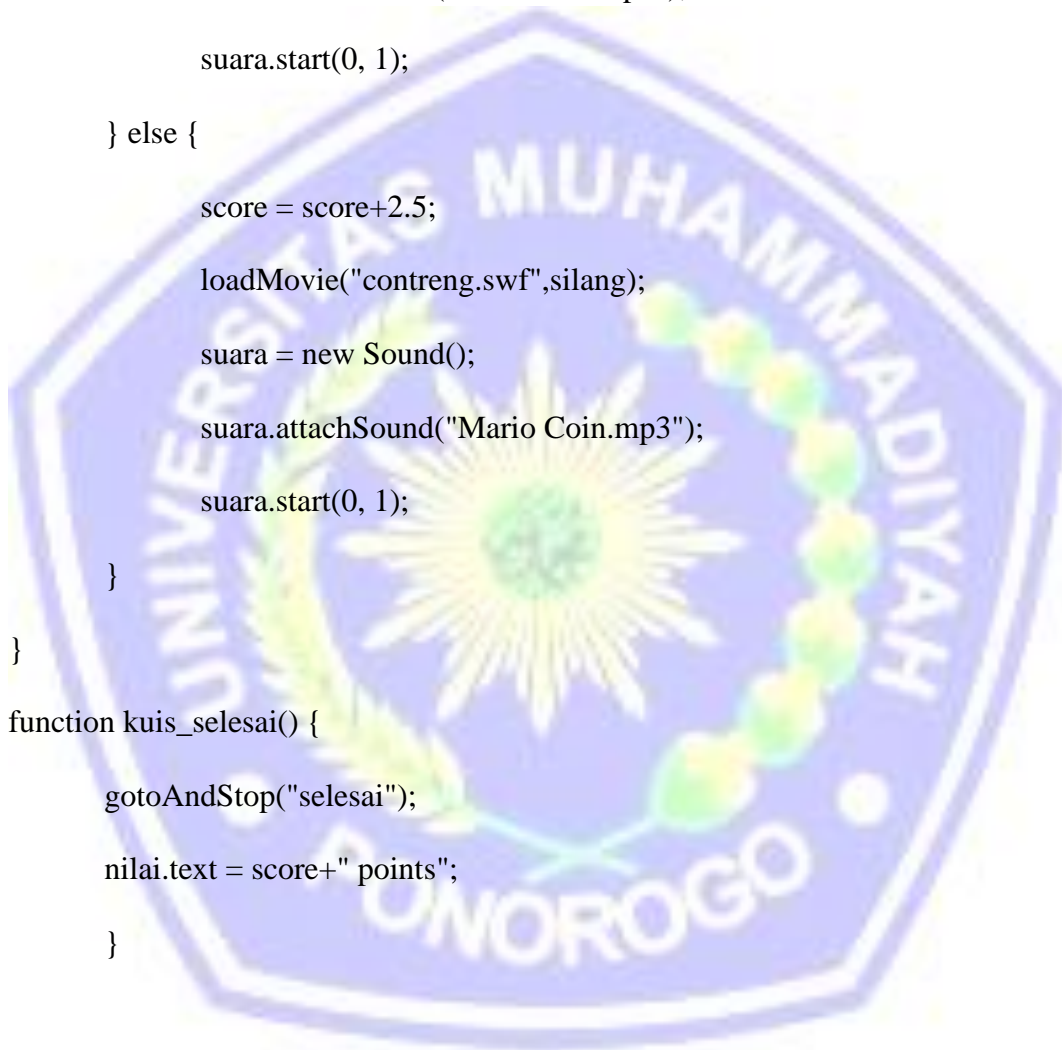 suara.start(0, 1);
} else {
score = score+2.5;
loadMovie("contreng.swf",silang);
suara = new Sound();
suara.attachSound("Mario Coin.mp3");
suara.start(0, 1);
}
}
function kuis_selesai() {
gotoAndStop("selesai");
nilai.text = score+" points";
}
UNIVERSITAS MUHAMMADIYAH
PONOROGO